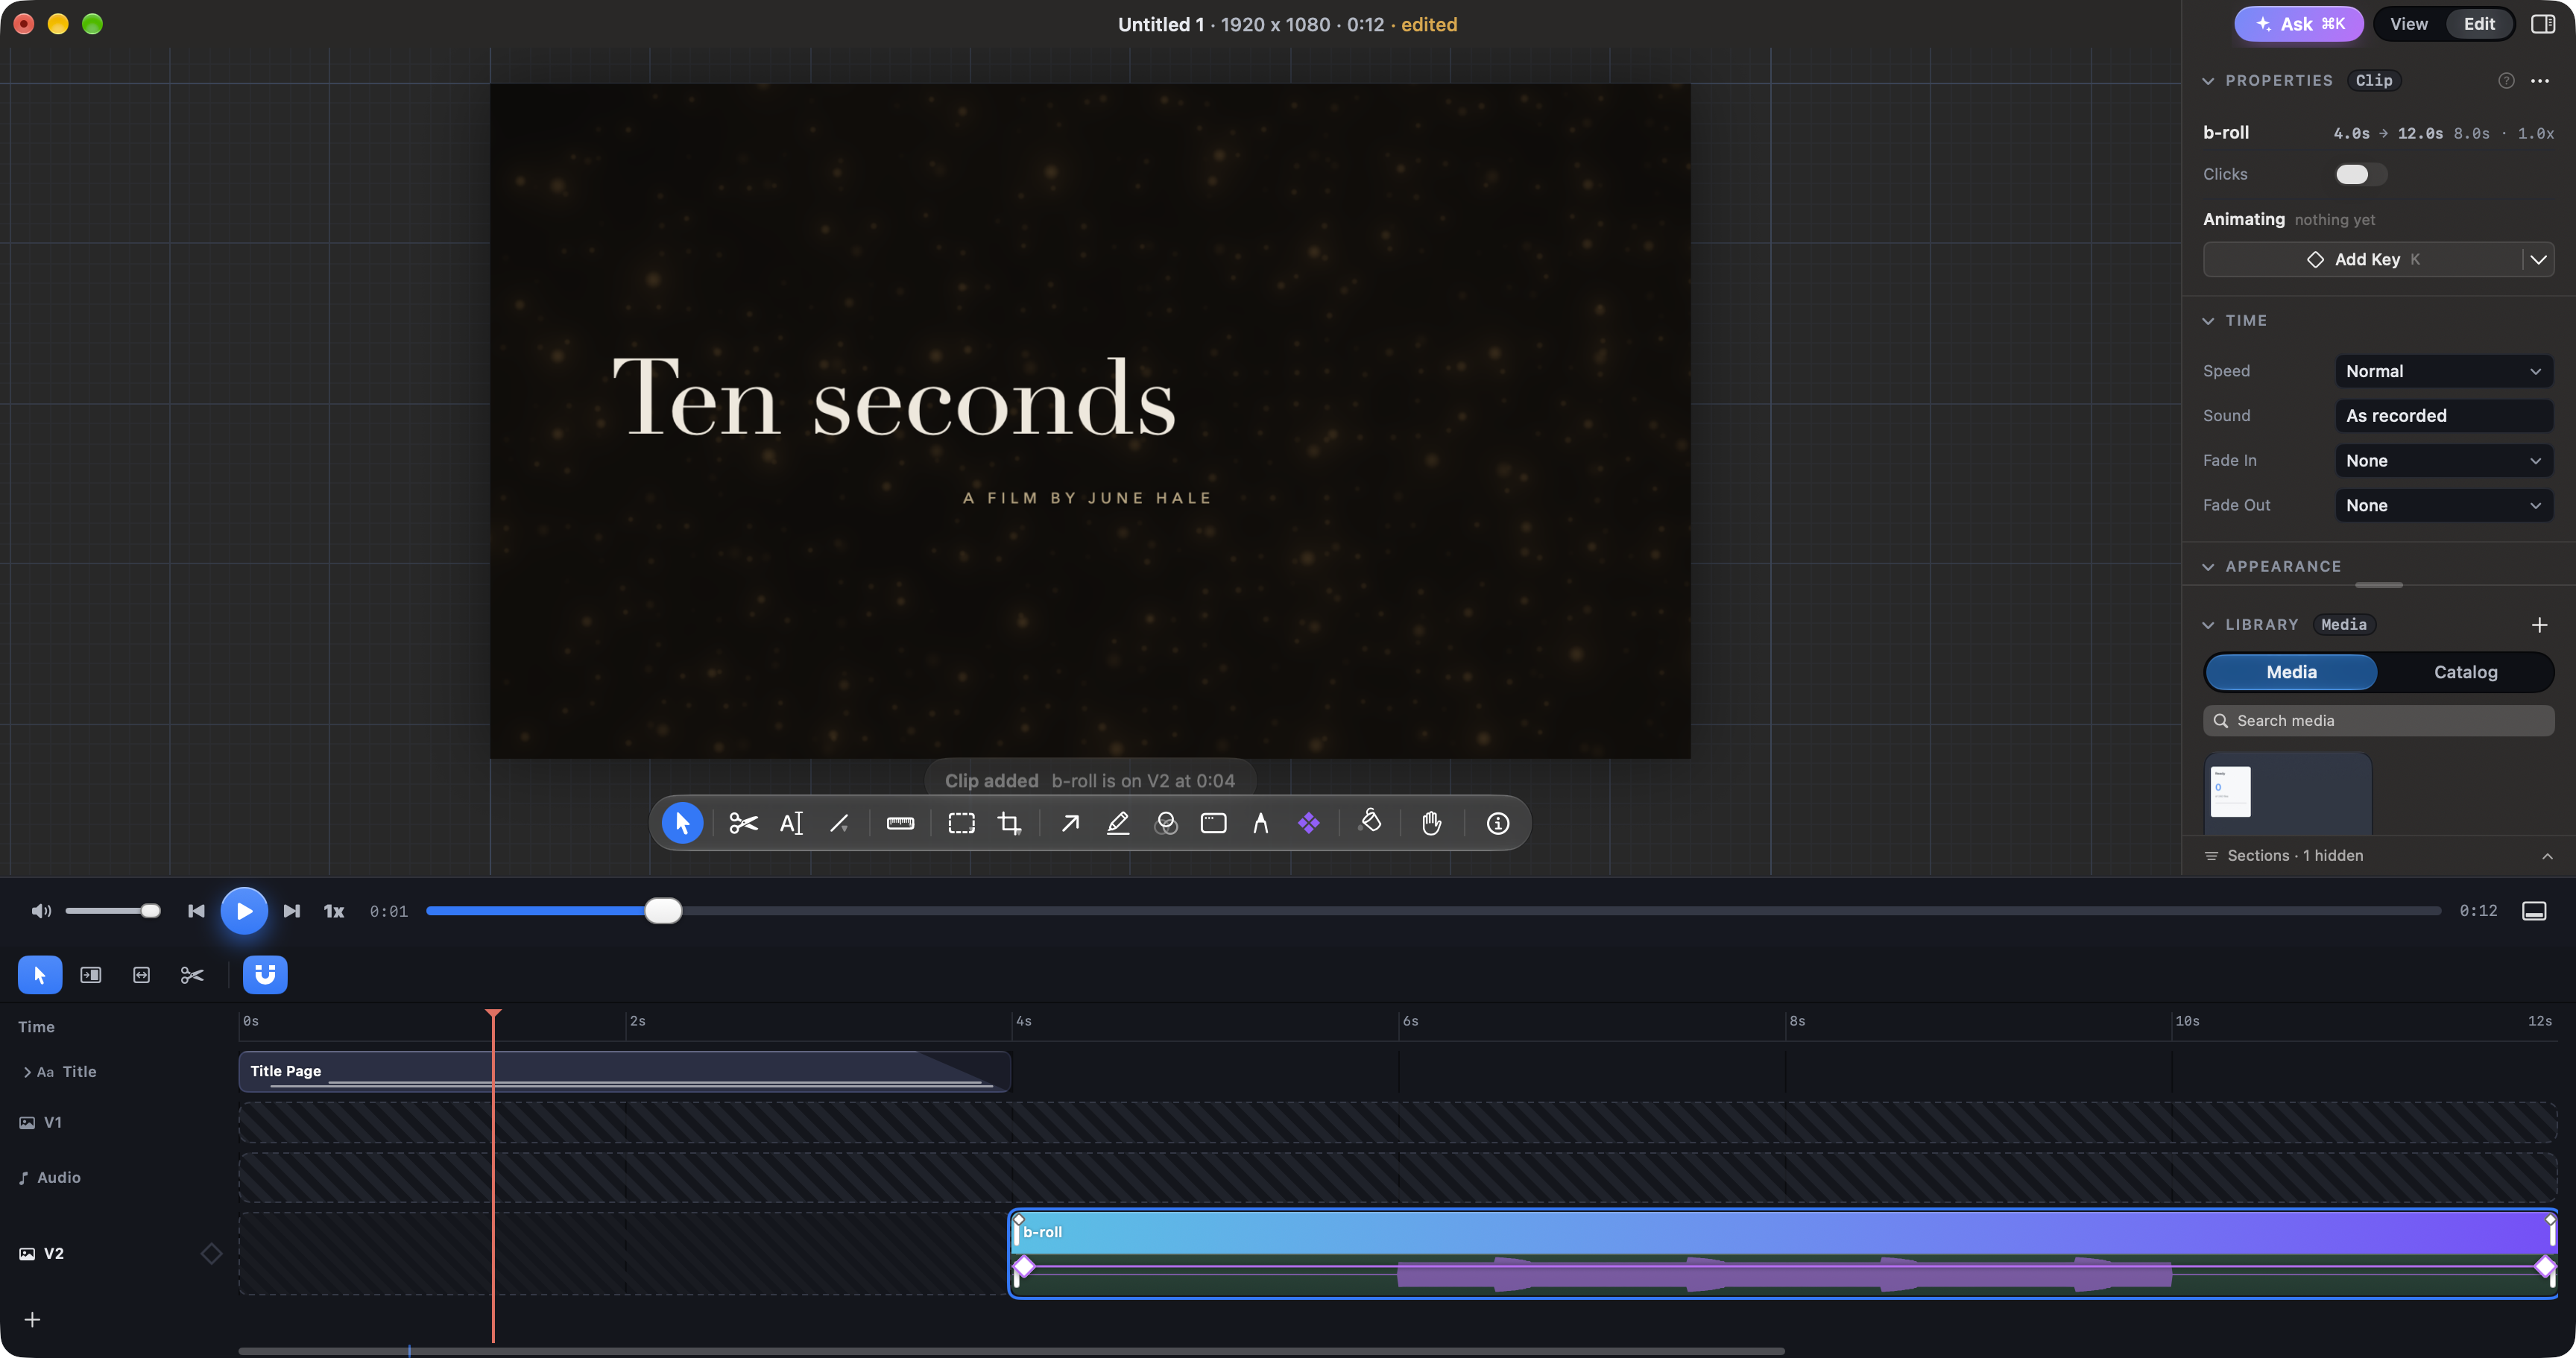 Untitled 1 · 1920 x 1080 · 0:12 · edited
Ask ⌘K
View
Edit
PROPERTIES Clip
b-roll 4.0s → 12.0s 8.0s · 1.0x
Clicks
Animating nothing yet
Add Key K
TIME
Speed Normal
Sound As recorded
Fade In None
Fade Out None
APPEARANCE
LIBRARY Media
Media Catalog
Search media
Sections · 1 hidden
Ten seconds
A FILM BY JUNE HALE
Clip added b-roll is on V2 at 0:04
1x 0:01 0:12
Time 0s 2s 4s 6s 8s 10s 12s
Aa Title Title Page
V1
Audio
V2 b-roll